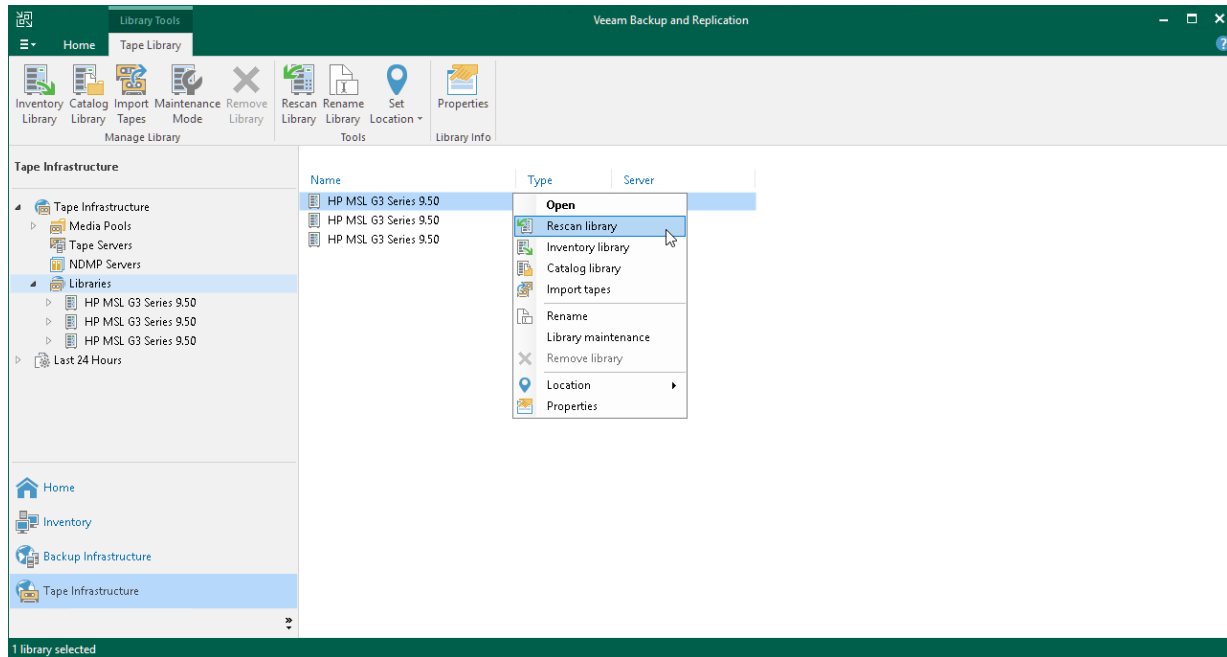 Library Tools
Veeam Backup and Replication
Home
Tape Library
Inventory Library
Catalog Library
Import Tapes
Maintenance Mode
Remove Library
Manage Library
Rescan Library
Rename Library
Set Location
Tools
Properties
Library Info
Tape Infrastructure
Tape Infrastructure
Media Pools
Tape Servers
NDMP Servers
Libraries
HP MSL G3 Series 9.50
HP MSL G3 Series 9.50
HP MSL G3 Series 9.50
Last 24 Hours
Home
Inventory
Backup Infrastructure
Tape Infrastructure
Name Type Server
HP MSL G3 Series 9.50
HP MSL G3 Series 9.50
HP MSL G3 Series 9.50
Open
Rescan library
Inventory library
Catalog library
Import tapes
Rename
Library maintenance
Remove library
Location
Properties
1 library selected